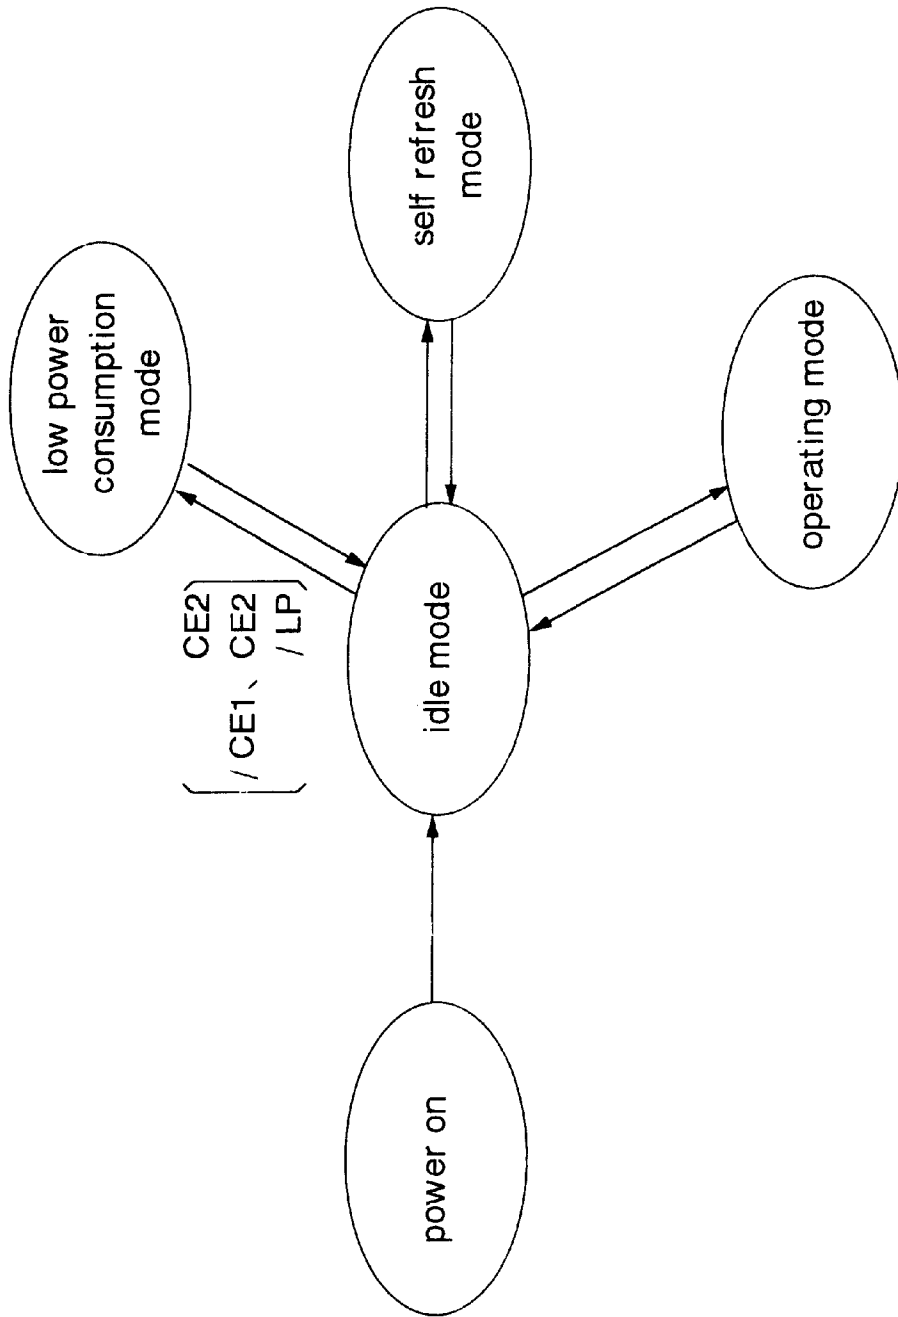 power on
idle mode
CE2
/CE1、CE2
/LP
low power
consumption
mode
self refresh
mode
operating mode